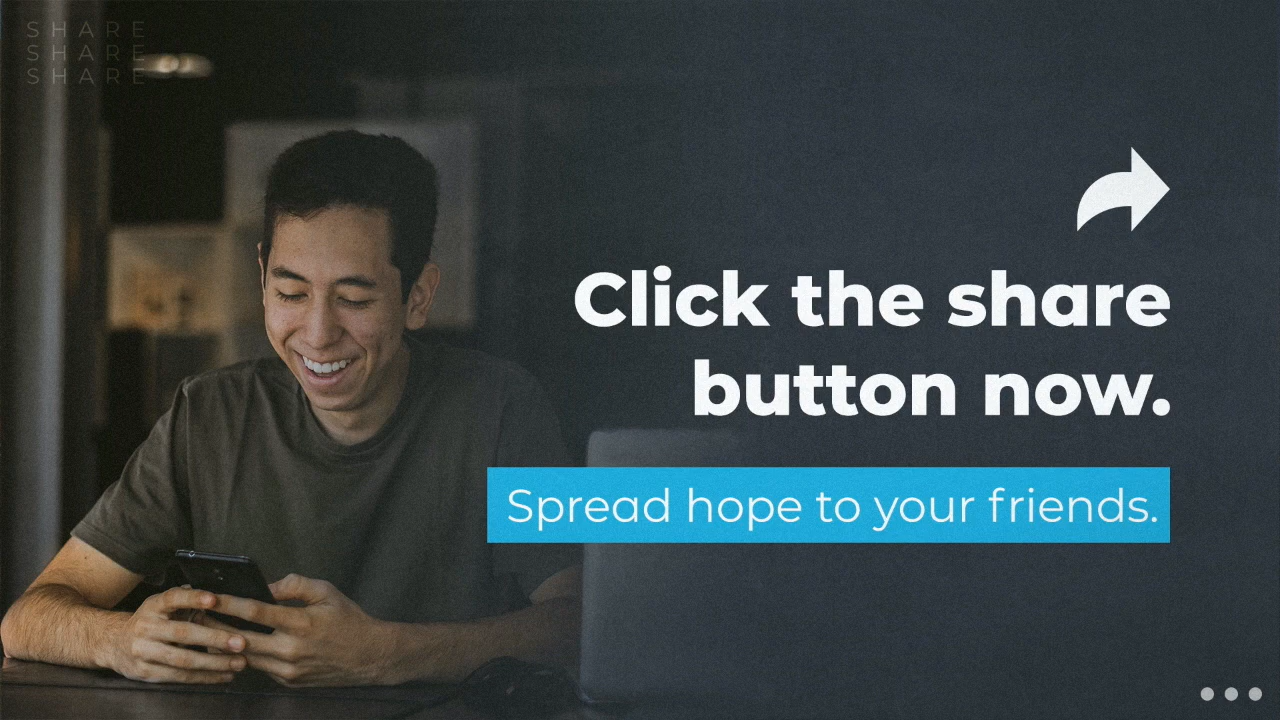 SHARE
SHARE
SHARE
Click the share
button now.
Spread hope to your friends.